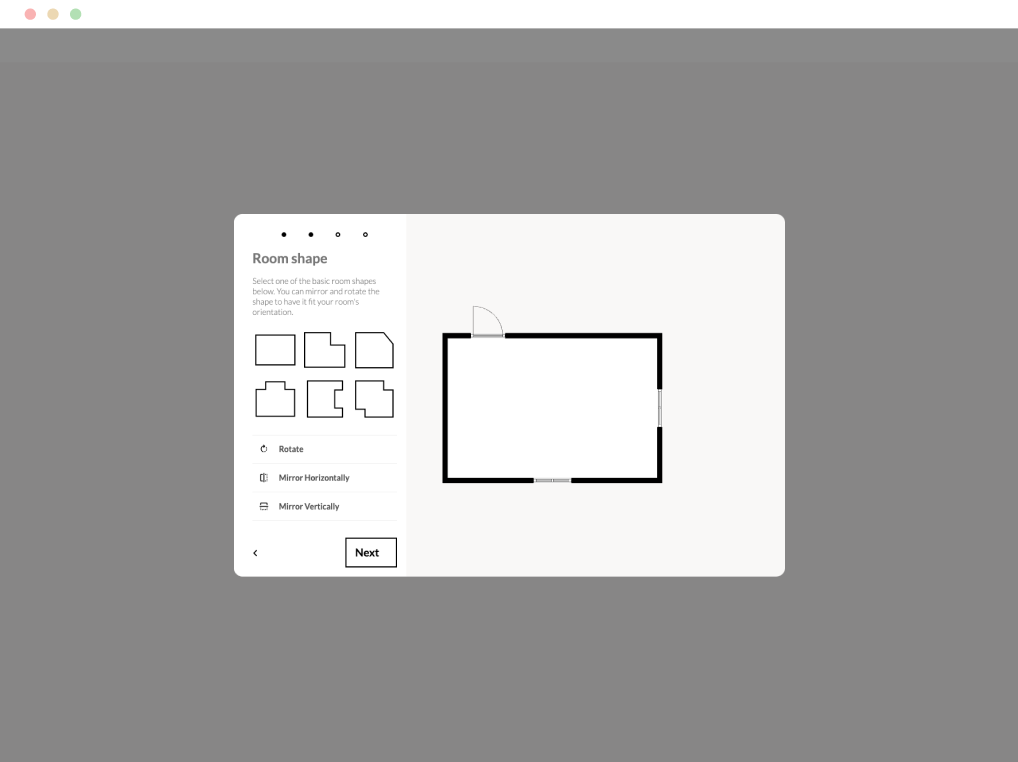 Room shape
Select one of the basic room shapes
below. You can mirror and rotate the
shape to have it fit your room's
orientation.
Rotate
Mirror Horizontally
Mirror Vertically
Next